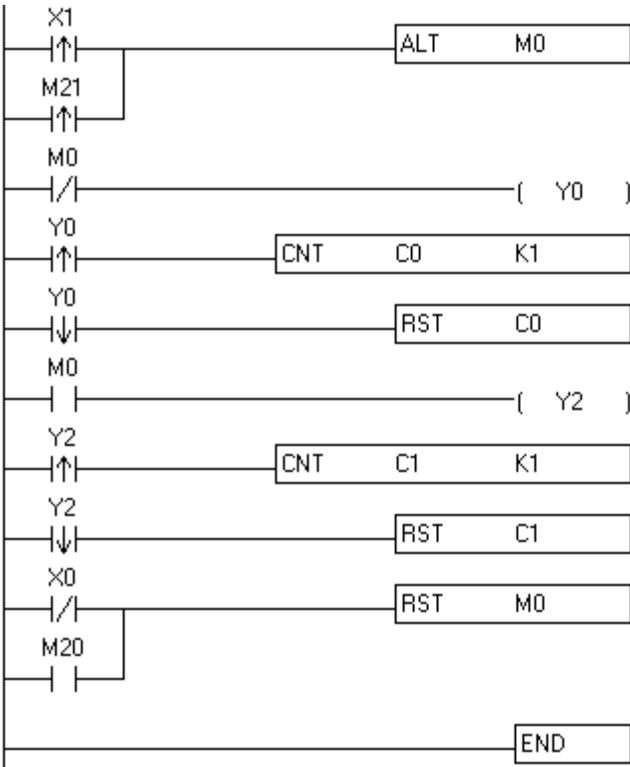 X1
ALT M0
M21
M0
( Y0 )
Y0
CNT C0 K1
Y0
RST C0
M0
( Y2 )
Y2
CNT C1 K1
Y2
RST C1
X0
RST M0
M20
END